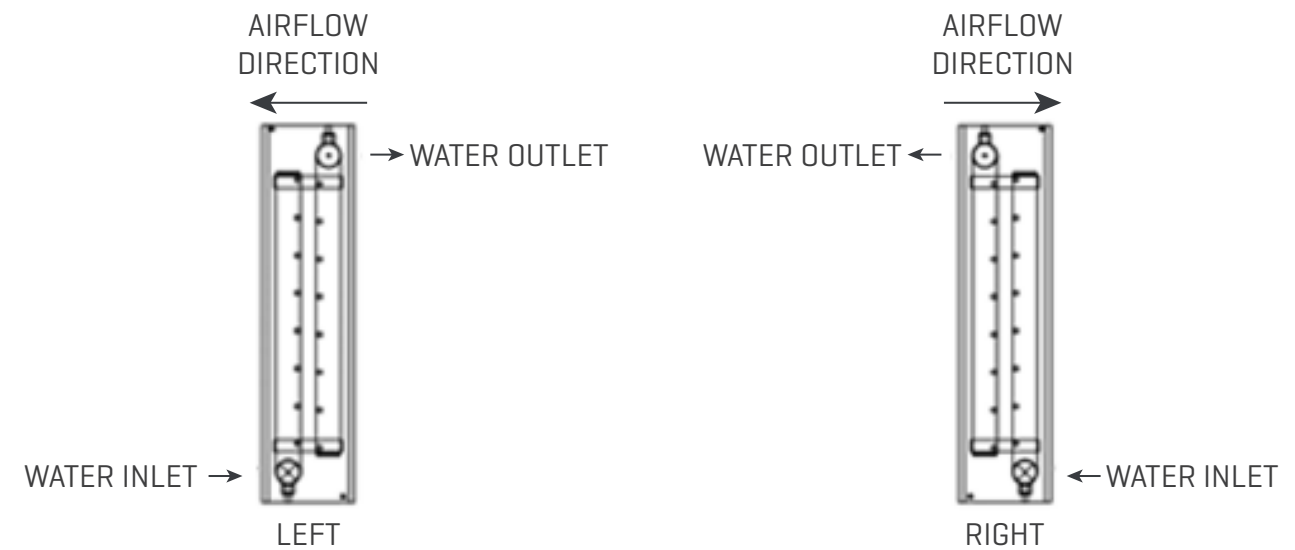 AIRFLOW
DIRECTION
WATER OUTLET
WATER INLET
LEFT
AIRFLOW
DIRECTION
WATER OUTLET
WATER INLET
RIGHT